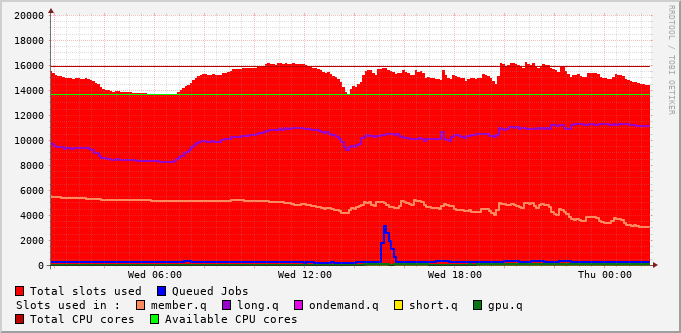 20000
18000
16000
14000
12000
10000
8000
6000
4000
2000
0
Wed 06:00 Wed 12:00 Wed 18:00 Thu 00:00
RRDTOOL / TOBI OETIKER
Total slots used Queued Jobs
Slots used in : member.q long.q ondemand.q short.q gpu.q
Total CPU cores Available CPU cores